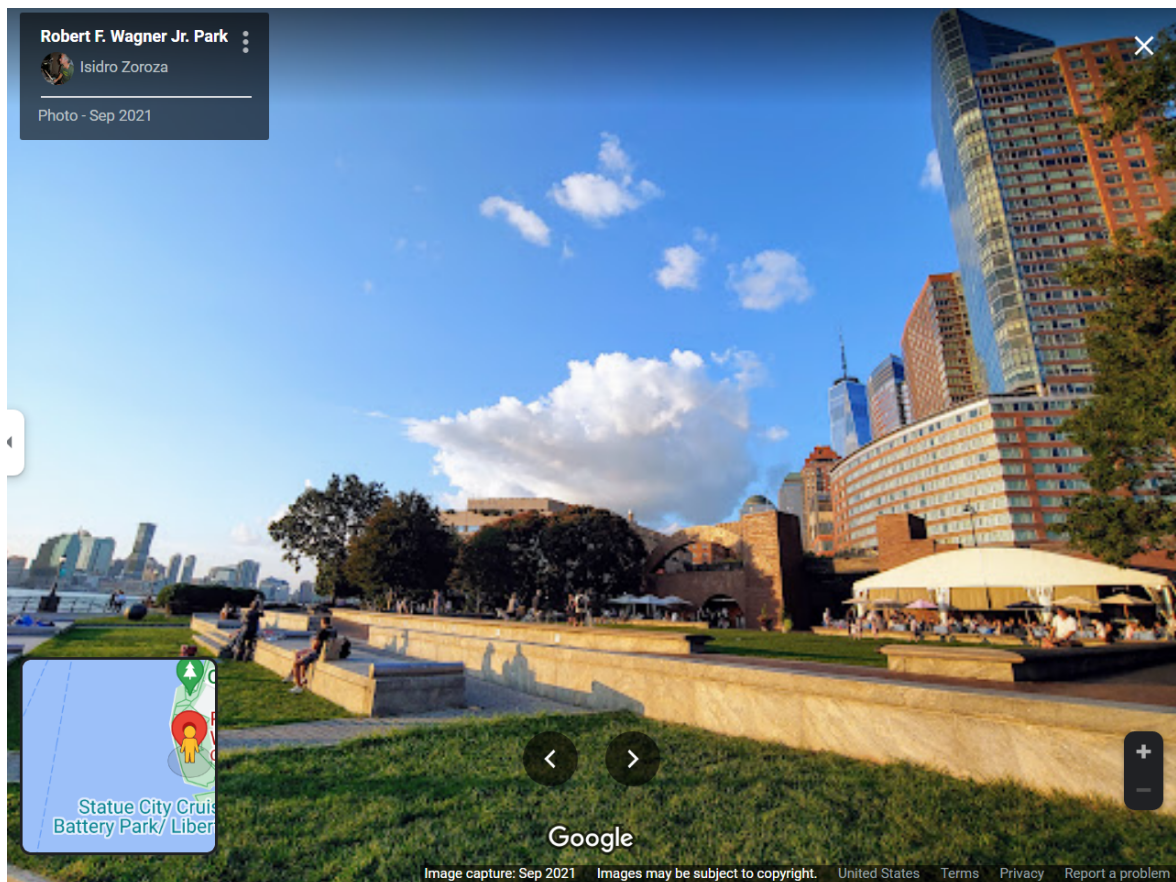 Robert F. Wagner Jr. Park
Isidro Zoroza
Photo - Sep 2021
Statue City Cruis
Battery Park/ Liber
Google
Image capture: Sep 2021 Images may be subject to copyright. United States Terms Privacy Report a problem